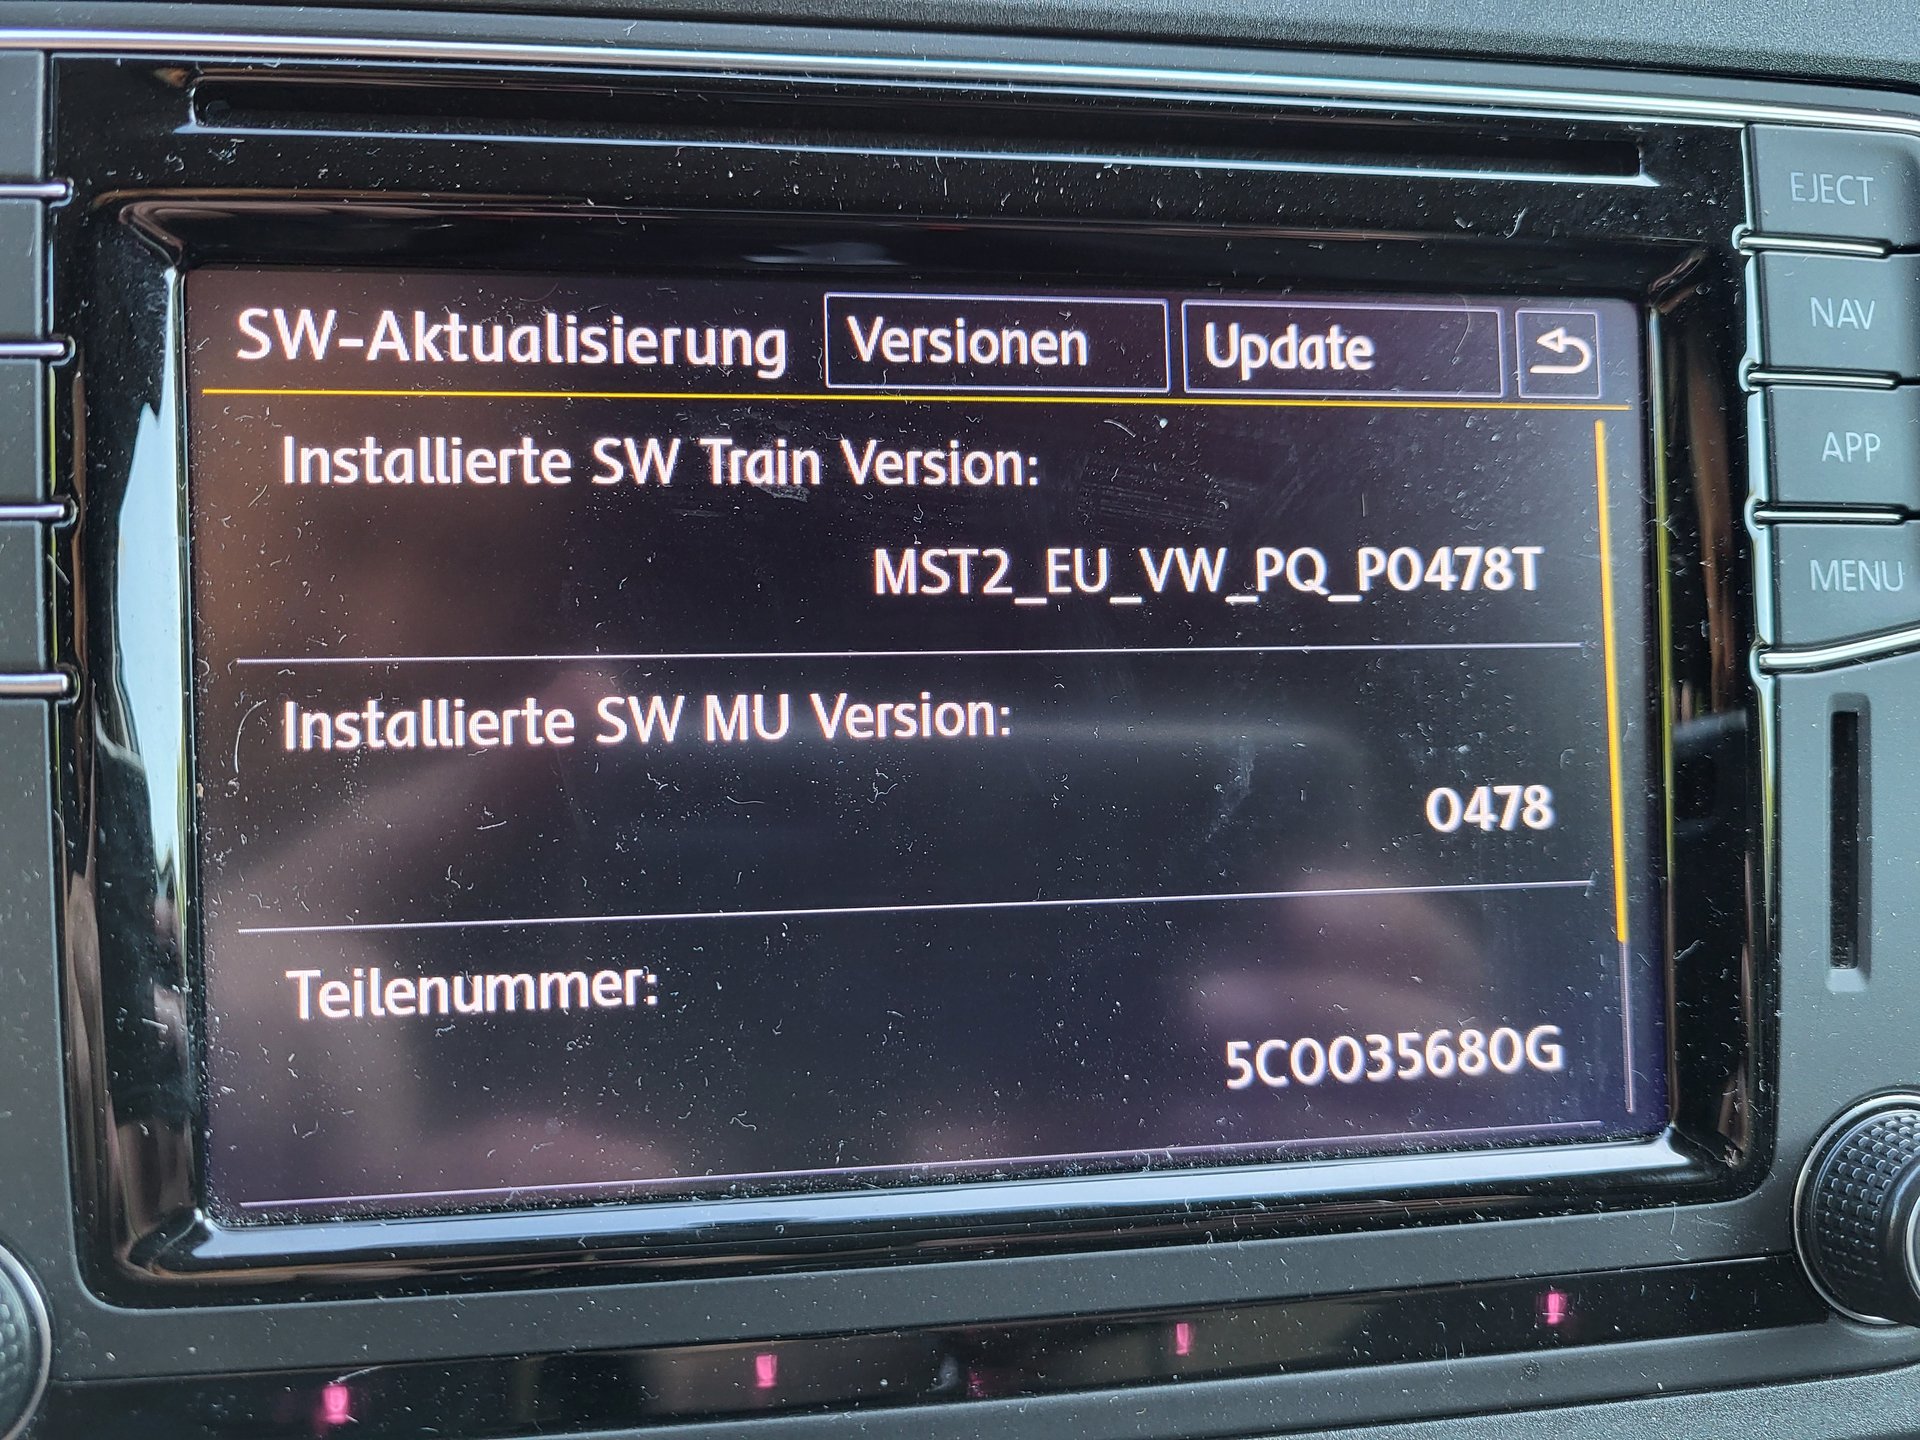 EJECT
SW-Aktualisierung Versionen Update
NAV
Installierte SW Train Version:
APP
MST2_EU_VW_PQ_P0478T
MENU
Installierte SW MU Version:
0478
Teilenummer:
5C0035680G